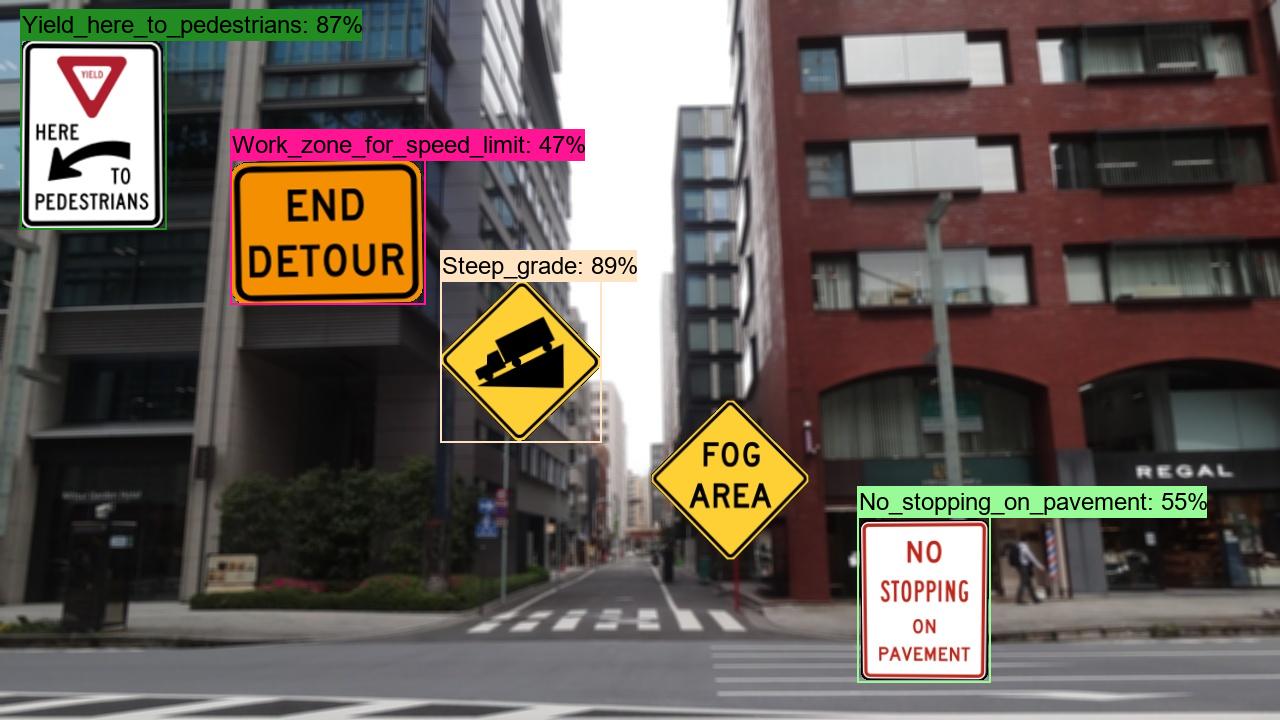 Yield_here_to_pedestrians: 87%
YIELD
HERE
TO
PEDESTRIANS
Work_zone_for_speed_limit: 47%
END
DETOUR
Steep_grade: 89%
FOG
AREA
REGAL
No_stopping_on_pavement: 55%
NO
STOPPING
ON
PAVEMENT